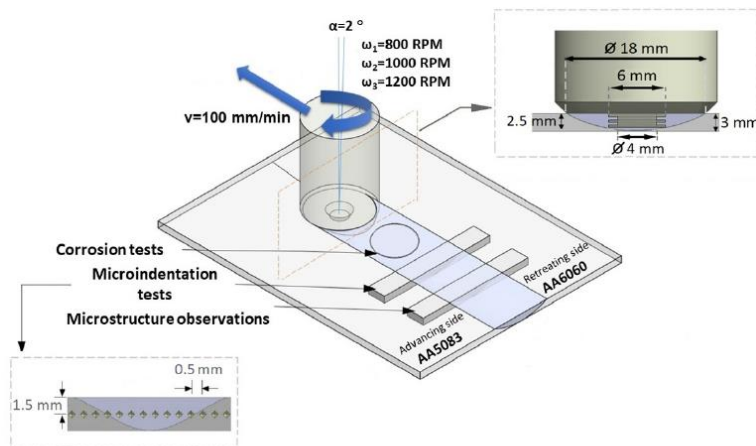 α=2 °
ω₁=800 RPM
ω₂=1000 RPM
ω₃=1200 RPM
v=100 mm/min
Ø 18 mm
6 mm
2.5 mm
3 mm
Ø 4 mm
Corrosion tests
Microindentation
tests
Microstructure observations
Retreating side
AA6060
Advancing side
AA5083
0.5 mm
1.5 mm